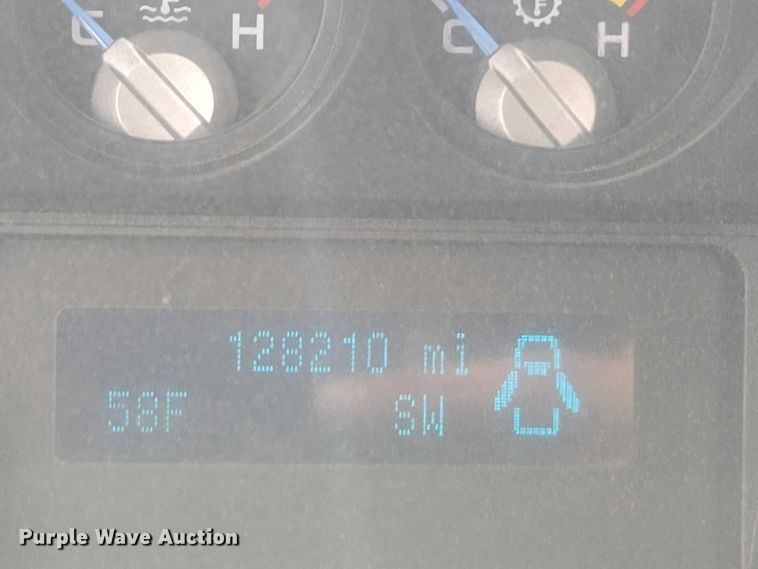 C H C H
128210 mi
58F SW
Purple Wave Auction